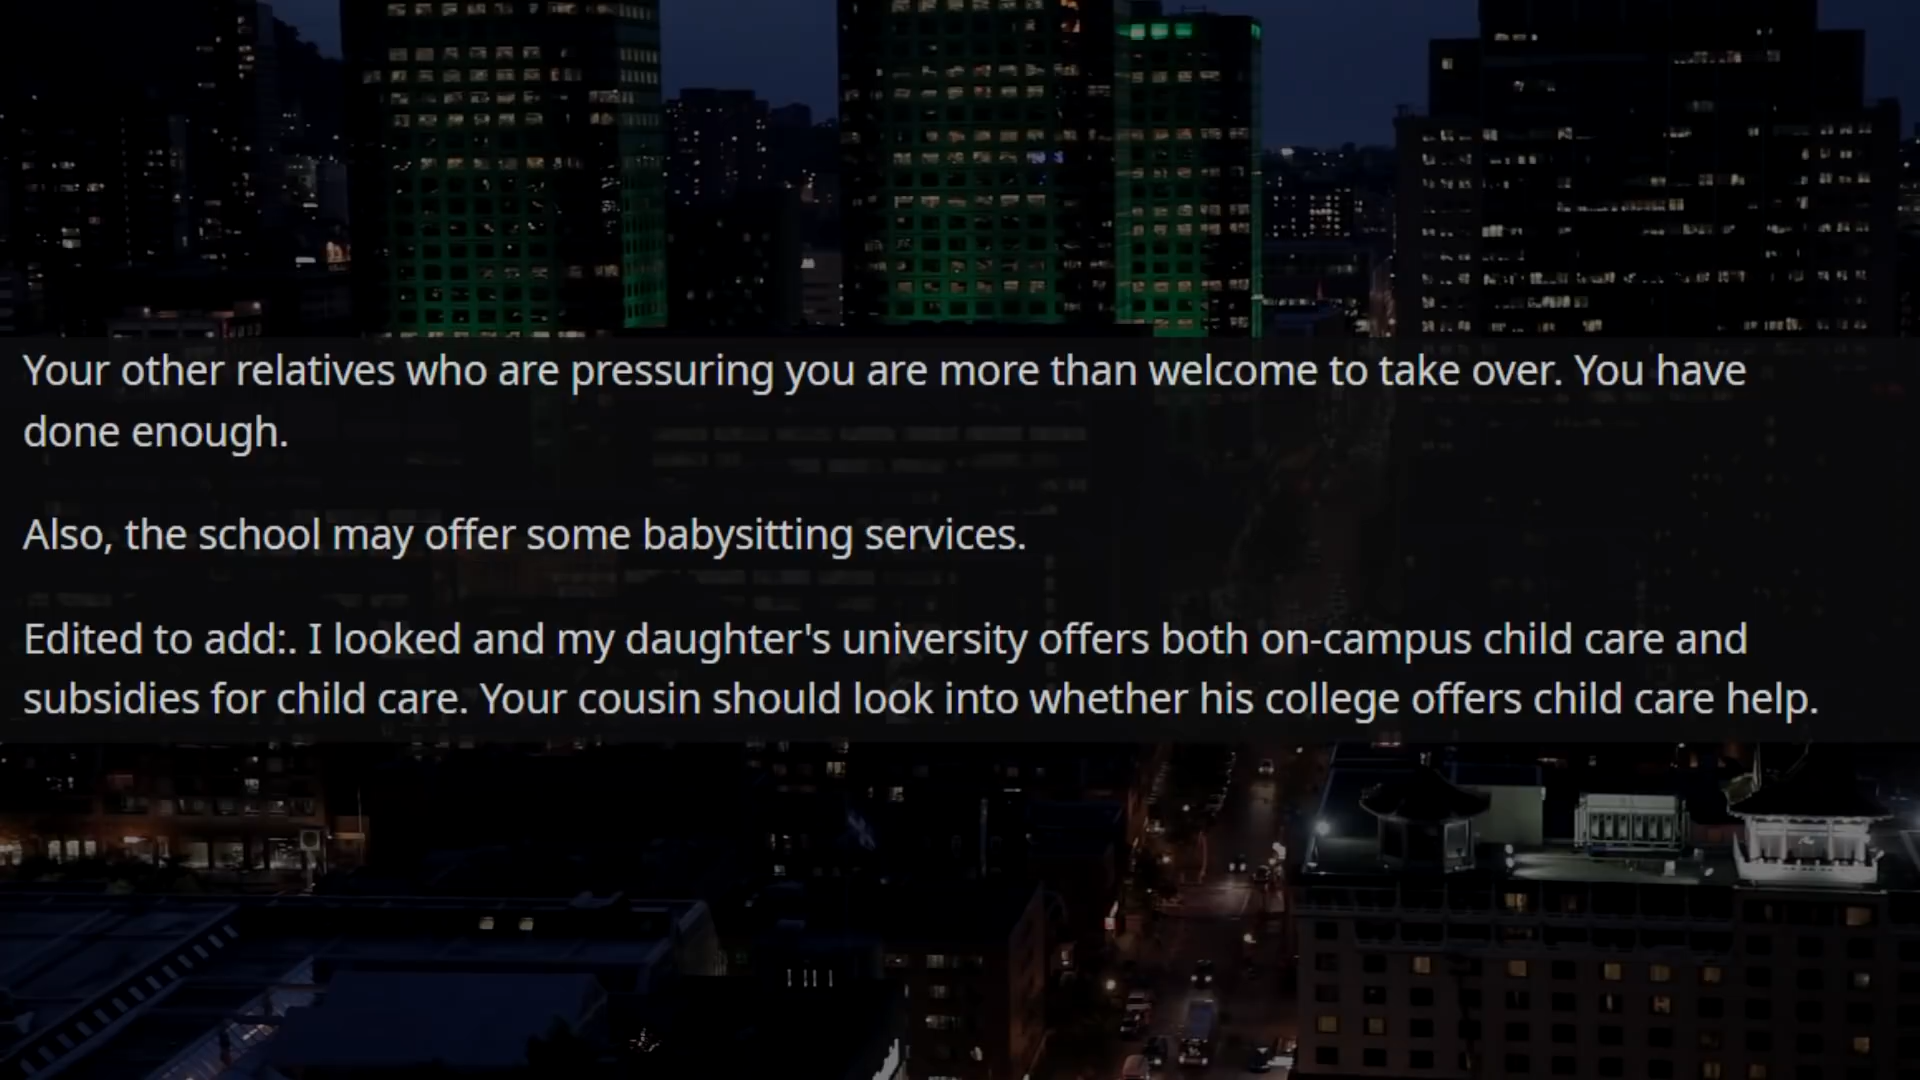 Your other relatives who are pressuring you are more than welcome to take over. You have
done enough.
Also, the school may offer some babysitting services.
Edited to add:. I looked and my daughter's university offers both on-campus child care and
subsidies for child care. Your cousin should look into whether his college offers child care help.